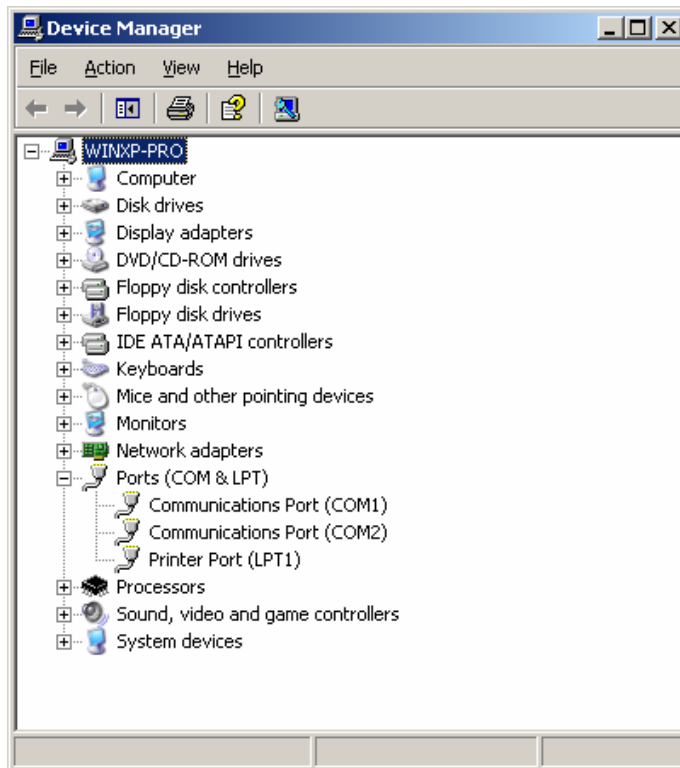 Device Manager
File Action View Help
WINXP-PRO
Computer
Disk drives
Display adapters
DVD/CD-ROM drives
Floppy disk controllers
Floppy disk drives
IDE ATA/ATAPI controllers
Keyboards
Mice and other pointing devices
Monitors
Network adapters
Ports (COM & LPT)
Communications Port (COM1)
Communications Port (COM2)
Printer Port (LPT1)
Processors
Sound, video and game controllers
System devices